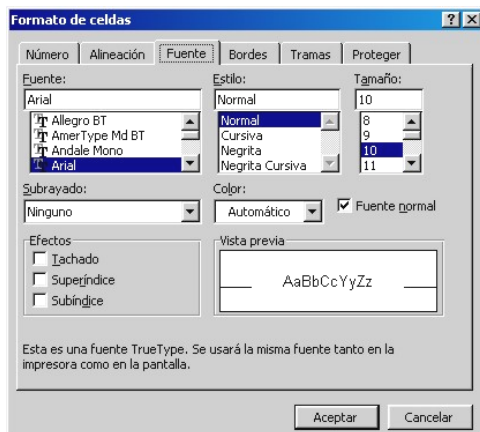 Formato de celdas
Número Alineación Fuente Bordes Tramas Proteger
Fuente: Estilo: Tamaño:
Arial Normal 10
Allegro BT Normal 8
AmerType Md BT Cursiva 9
Andale Mono Negrita 10
Arial Negrita Cursiva 11
Subrayado: Color:
Ninguno Automático Fuente normal
Efectos Vista previa
Tachado
Superíndice AaBbCcYyZz
Subíndice
Esta es una fuente TrueType. Se usará la misma fuente tanto en la
impresora como en la pantalla.
Aceptar Cancelar